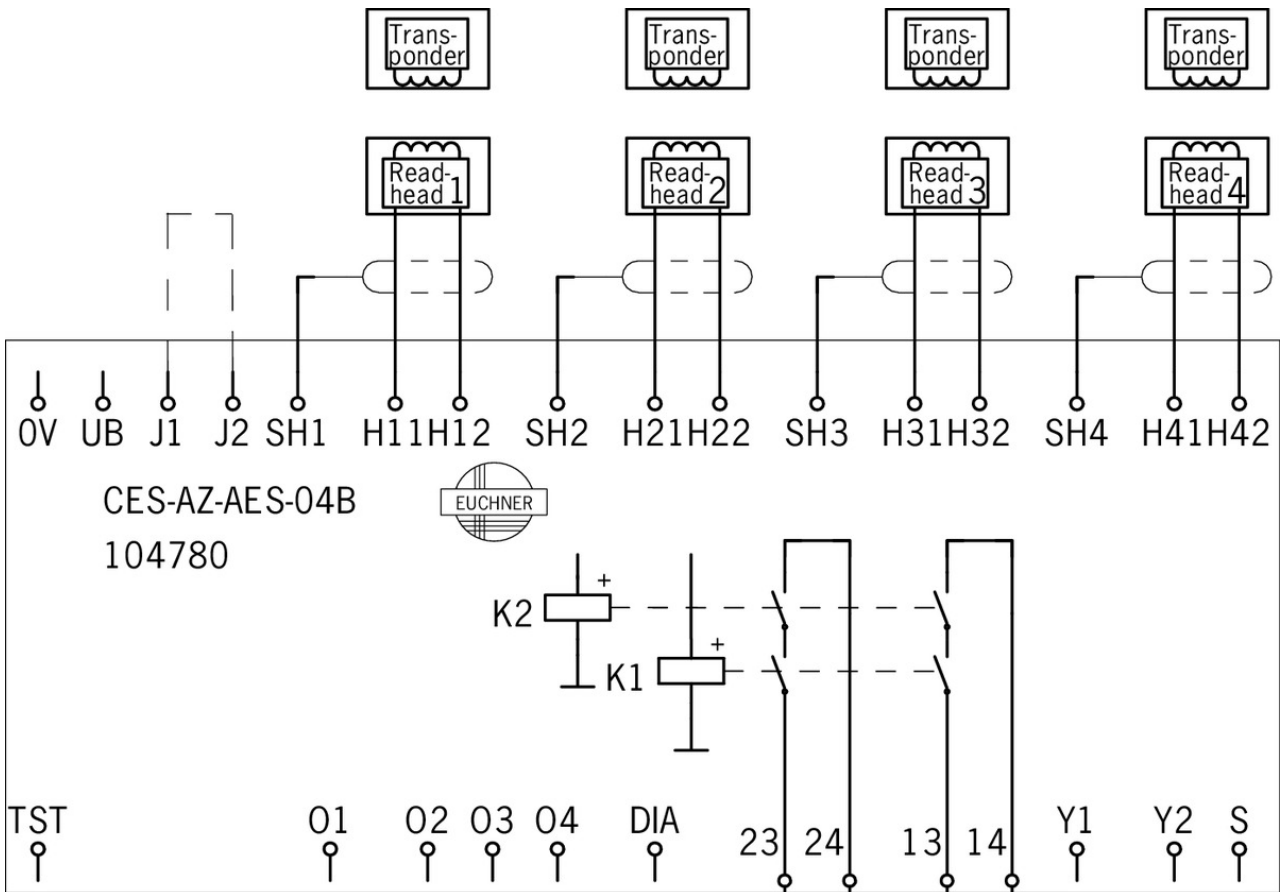 Trans-
ponder
Trans-
ponder
Trans-
ponder
Trans-
ponder
Read-
head 1
Read-
head 2
Read-
head 3
Read-
head 4
0V UB J1 J2 SH1 H11 H12 SH2 H21 H22 SH3 H31 H32 SH4 H41 H42
CES-AZ-AES-04B
EUCHNER
104780
K2 +
K1 +
TST O1 O2 O3 O4 DIA 23 24 13 14 Y1 Y2 S